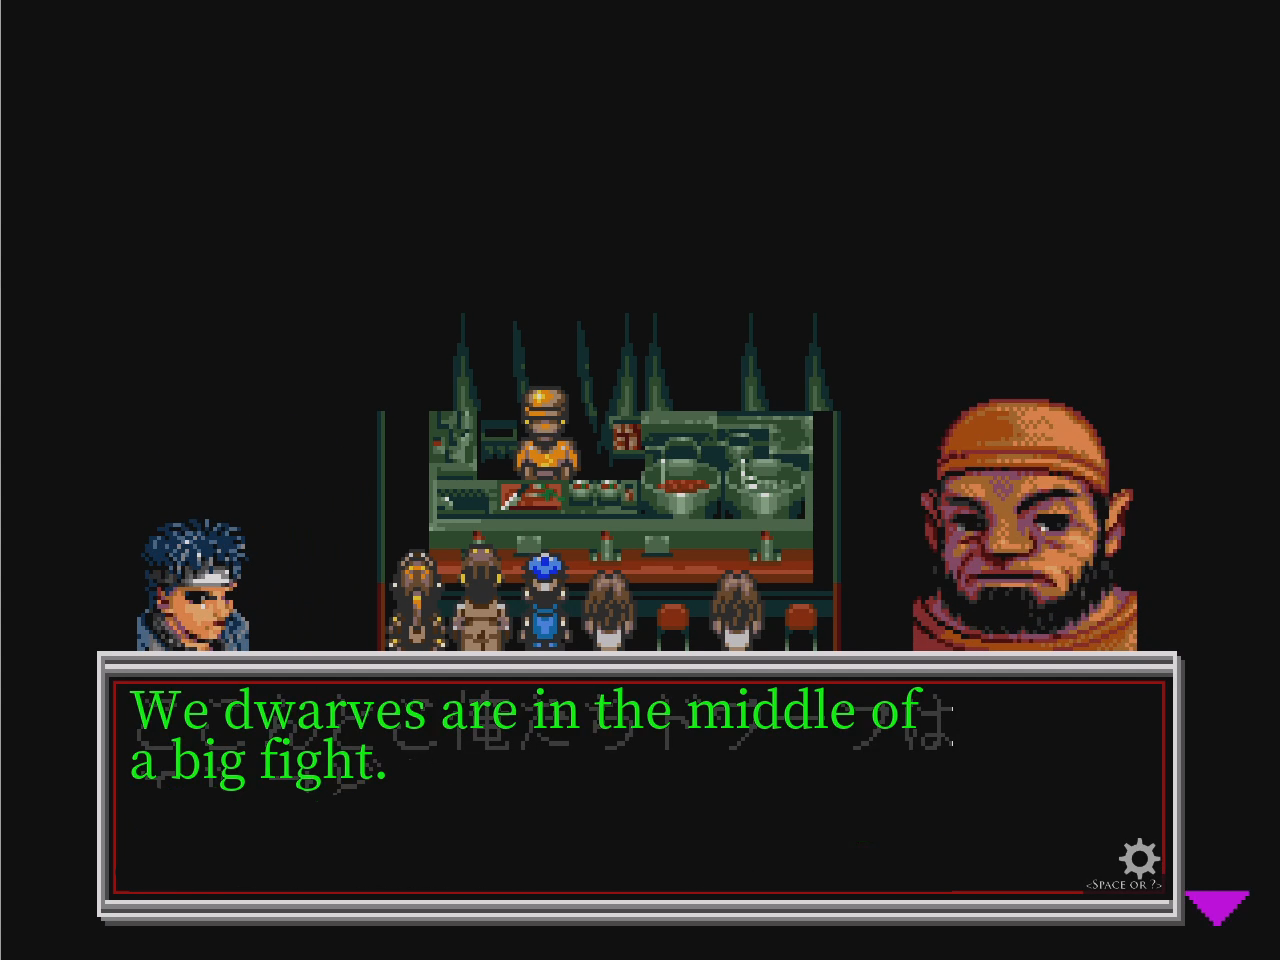 We dwarves are in the middle of
a big fight.
<SPACE OR ?>